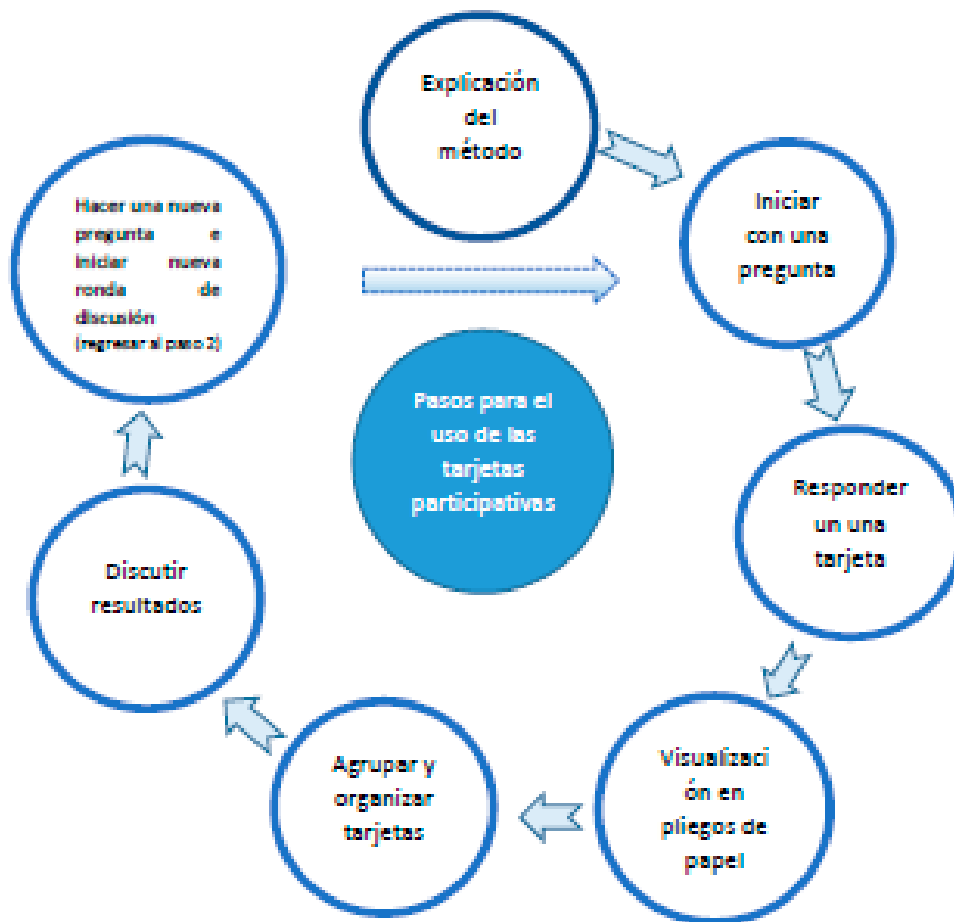 Explicación
del
método
Iniciar
con una
pregunta
Responder
un una
tarjeta
Visualizaci
ón en
pliegos de
papel
Agrupar y
organizar
tarjetas
Discutir
resultados
Hacer una nueva
pregunta e
iniciar nueva
ronda de
discusión
(regresar al paso 2)
Pasos para el
uso de las
tarjetas
participativas